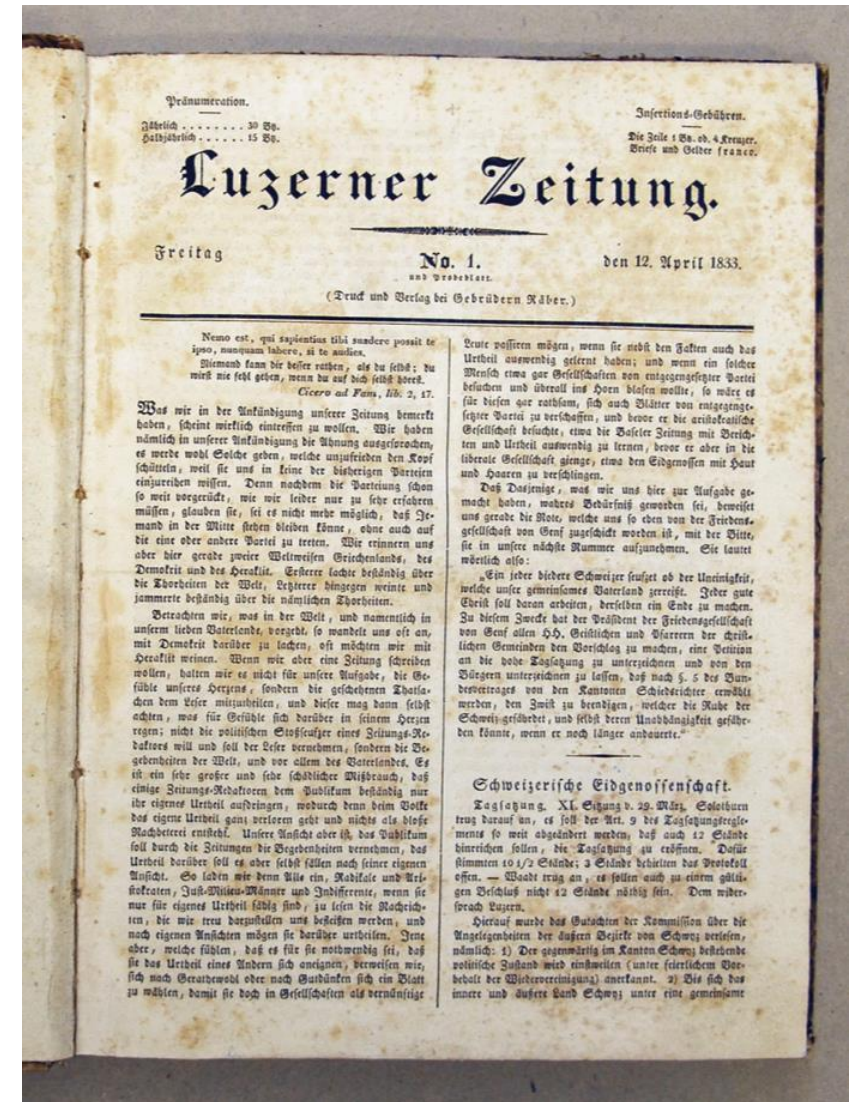 Pränumeration.
Jährlich . . . . . . . . 30 Bz.
Halbjährlich . . . . . . 15 Bz.
Insertions-Gebühren.
Die Zeile 1 Bz. od. 4 Kreuzer.
Briefe und Gelder franco.
Luzerner Zeitung.
Freitag
No. 1.
den 12. April 1833.
und Probeblatt.
(Druck und Verlag bei Gebrüdern Räber.)
Nemo est, qui sapientius tibi suadere possit te
ipso, nunquam labere, si te audies.
Niemand kann dir besser rathen, als du selbst; du
wirst nie fehl gehen, wenn du auf dich selbst hoerst.
Cicero ad Fam, lib. 2, 17.
Was wir in der Ankündigung unserer Zeitung bemerkt
haben, scheint wirklich eintreffen zu wollen. Wir haben
nämlich in unserer Ankündigung die Ahnung ausgesprochen,
es werde wohl Solche geben, welche unzufrieden den Kopf
schütteln, weil sie uns in keine der bisherigen Parteien
einzureihen wissen. Denn nachdem die Parteiung schon
so weit vorgerückt, wie wir leider nur zu sehr erfahren
müssen, glauben sie, sei es nicht mehr möglich, daß Je-
mand in der Mitte stehen bleiben könne, ohne auch auf
die eine oder andere Partei zu treten. Wir erinnern uns
aber hier gerade zweier Weltweisen Griechenlands, des
Demokrit und des Heraklit. Ersterer lachte beständig über
die Thorheiten der Welt, Letzterer hingegen weinte und
jammerte beständig über die nämlichen Thorheiten.
Betrachten wir, was in der Welt, und namentlich in
unserm lieben Vaterlande, vorgeht, so wandelt uns oft an,
mit Demokrit darüber zu lachen, oft möchten wir mit
Heraklit weinen. Wenn wir aber eine Zeitung schreiben
wollen, halten wir es nicht für unsere Aufgabe, die Ge-
fühle unseres Herzens, sondern die geschehenen Thatsa-
chen dem Leser mitzutheilen, und dieser mag dann selbst
achten, was für Gefühle sich darüber in seinem Herzen
regen; nicht die politischen Stoßseufzer eines Zeitungs-Re-
daktors will und soll der Leser vernehmen, sondern die Be-
gebenheiten der Welt, und vor allem des Vaterlandes. Es
ist ein sehr großer und sehr schädlicher Mißbrauch, daß
einige Zeitungs-Redaktoren dem Publikum beständig nur
ihr eigenes Urtheil aufdringen, wodurch denn beim Volke
das eigene Urtheil ganz verloren geht und nichts als bloße
Nachbeterei entsteht. Unsere Ansicht aber ist, das Publikum
soll durch die Zeitungen die Begebenheiten vernehmen, das
Urtheil darüber soll es aber selbst fällen nach seiner eigenen
Ansicht. So laden wir denn Alle ein, Radikale und Ari-
stokraten, Just-Milieu-Männer und Indifferente, wenn sie
nur für eigenes Urtheil fähig sind, zu lesen die Nachrich-
ten, die wir treu darzustellen uns befleißen werden, und
nach eigenen Ansichten mögen sie darüber urtheilen. Jene
aber, welche fühlen, daß es für sie nothwendig sei, daß
sie das Urtheil eines Andern sich aneignen, verweisen wir,
sich nach Gerathewohl oder nach Gutdünken sich ein Blatt
zu wählen, damit sie doch in Gesellschaften als vernünftige
Leute passiren mögen, wenn sie nebst den Fakten auch das
Urtheil auswendig gelernt haben; und wenn ein solcher
Mensch etwa gar Gesellschaften von entgegengesetzter Partei
besuchen und überall ins Horn blasen wollte, so wäre es
für diesen gar rathsam, sich auch Blätter von entgegenge-
setzter Partei zu verschaffen, und bevor er die aristokratische
Gesellschaft besuchte, etwa die Baseler Zeitung mit Berich-
ten und Urtheil auswendig zu lernen, bevor er aber in die
liberale Gesellschaft gienge, etwa den Eidgenossen mit Haut
und Haaren zu verschlingen.
Daß Dasjenige, was wir uns hier zur Aufgabe ge-
macht haben, wahres Bedürfniß geworden sei, beweiset
uns gerade die Note, welche uns so eben von der Friedens-
gesellschaft von Genf zugeschickt worden ist, mit der Bitte,
sie in unsere nächste Nummer aufzunehmen. Sie lautet
wörtlich also:
„Ein jeder biedere Schweizer seufzet ob der Uneinigkeit,
welche unser gemeinsames Vaterland zerreißt. Jeder gute
Christ soll daran arbeiten, derselben ein Ende zu machen.
Zu diesem Zwecke hat der Präsident der Friedensgesellschaft
von Genf allen HH. Geistlichen und Pfarrern der christ-
lichen Gemeinden den Vorschlag zu machen, eine Petition
an die hohe Tagsatzung zu unterzeichnen und von den
Bürgern unterzeichnen zu lassen, daß nach §. 5 des Bun-
desvertrages von den Kantonen Schiedsrichter erwählt
werden, den Zwist zu beendigen, welcher die Ruhe der
Schweiz gefährdet, und selbst deren Unabhängigkeit gefähr-
den könnte, wenn er noch länger andauerte.“
Schweizerische Eidgenossenschaft.
Tagsatzung. XI. Sitzung v. 29. März. Solothurn
trug darauf an, es soll der Art. 9 des Tagsatzungsregle-
ments so weit abgeändert werden, daß auch 12 Stände
hinreichen sollen, die Tagsatzung zu eröffnen. Dafür
stimmten 10 1/2 Stände; 3 Stände behielten das Protokoll
offen. — Waadt trug an, es sollen auch zu einem gülti-
gen Beschluß nicht 12 Stände nöthig sein. Dem wider-
sprach Luzern.
Hierauf wurde das Gutachten der Kommission über die
Angelegenheiten der äußern Bezirke von Schwyz verlesen,
nämlich: 1) Der gegenwärtig im Kanton Schwyz bestehende
politische Zustand wird einstweilen (unter feierlichem Vor-
behalt der Wiedervereinigung) anerkannt. 2) Bis sich das
innere und äußere Land Schwyz unter eine gemeinsame